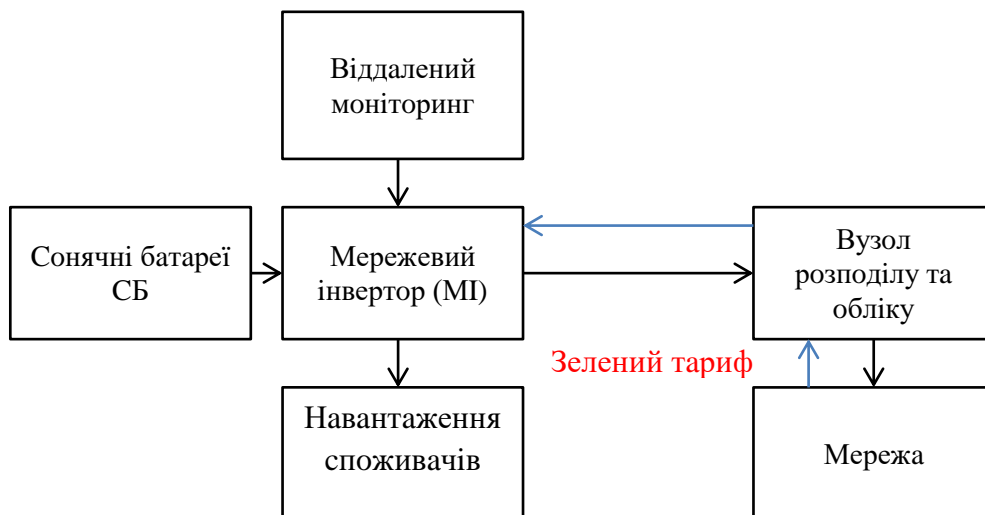 Віддалений
моніторинг
Сонячні батареї
СБ
Мережевий
інвертор (МІ)
Вузол
розподілу та
обліку
Зелений тариф
Навантаження
споживачів
Мережа